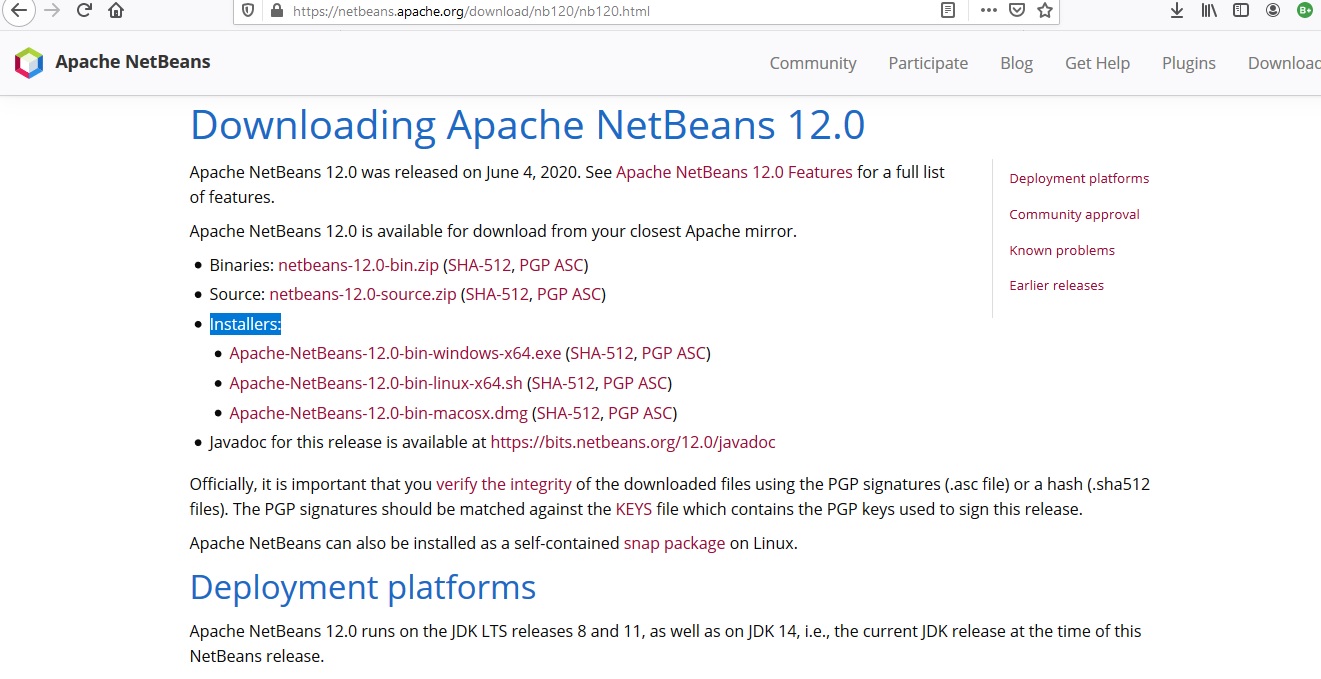 https://netbeans.apache.org/download/nb120/nb120.html
B+
Apache NetBeans
Community Participate Blog Get Help Plugins Downloac
Downloading Apache NetBeans 12.0
Apache NetBeans 12.0 was released on June 4, 2020. See Apache NetBeans 12.0 Features for a full list
of features.
Apache NetBeans 12.0 is available for download from your closest Apache mirror.
• Binaries: netbeans-12.0-bin.zip (SHA-512, PGP ASC)
• Source: netbeans-12.0-source.zip (SHA-512, PGP ASC)
• Installers:
• Apache-NetBeans-12.0-bin-windows-x64.exe (SHA-512, PGP ASC)
• Apache-NetBeans-12.0-bin-linux-x64.sh (SHA-512, PGP ASC)
• Apache-NetBeans-12.0-bin-macosx.dmg (SHA-512, PGP ASC)
• Javadoc for this release is available at https://bits.netbeans.org/12.0/javadoc
Deployment platforms
Community approval
Known problems
Earlier releases
Officially, it is important that you verify the integrity of the downloaded files using the PGP signatures (.asc file) or a hash (.sha512
files). The PGP signatures should be matched against the KEYS file which contains the PGP keys used to sign this release.
Apache NetBeans can also be installed as a self-contained snap package on Linux.
Deployment platforms
Apache NetBeans 12.0 runs on the JDK LTS releases 8 and 11, as well as on JDK 14, i.e., the current JDK release at the time of this
NetBeans release.